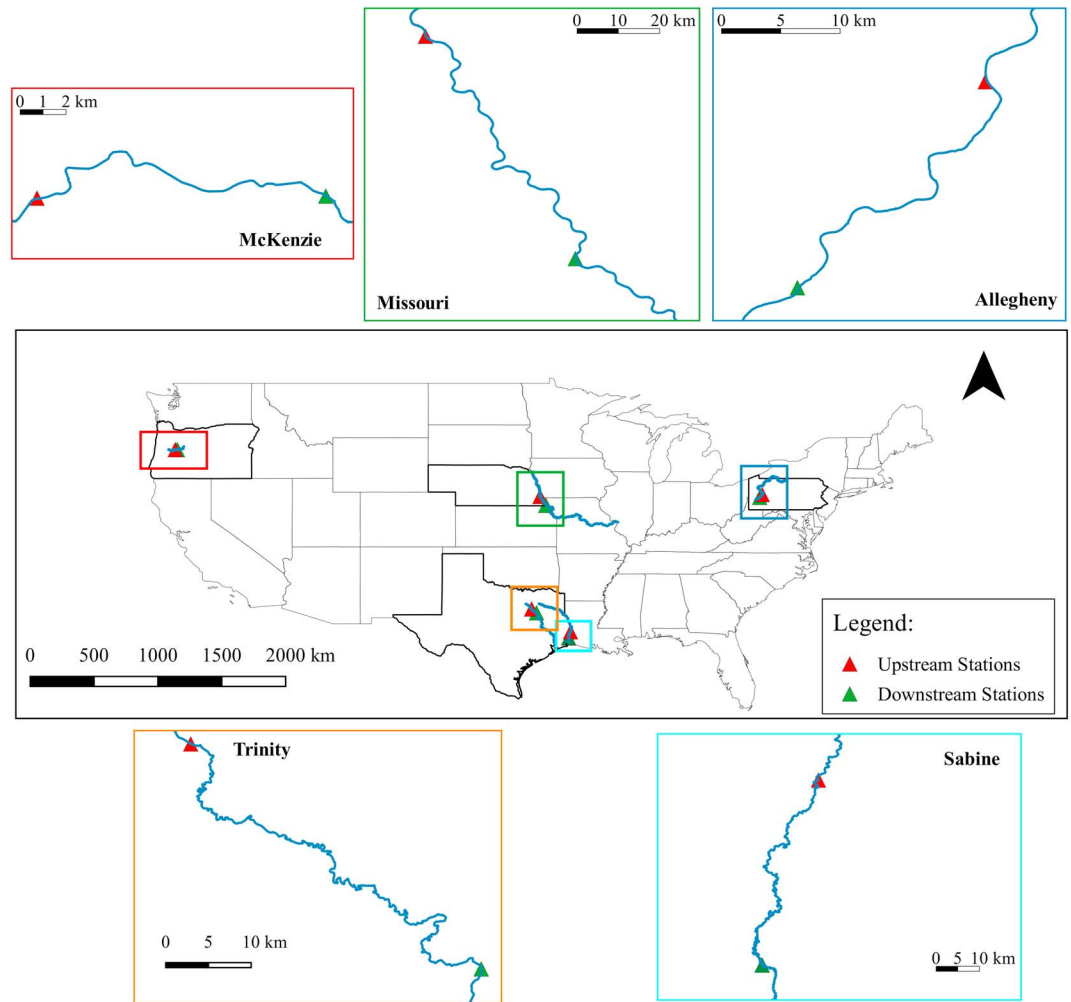 0 10 20 km
0 5 10 km
0 1 2 km
McKenzie
Missouri
Allegheny
Legend:
Upstream Stations
Downstream Stations
0 500 1000 1500 2000 km
Trinity
Sabine
0 5 10 km
0 5 10 km